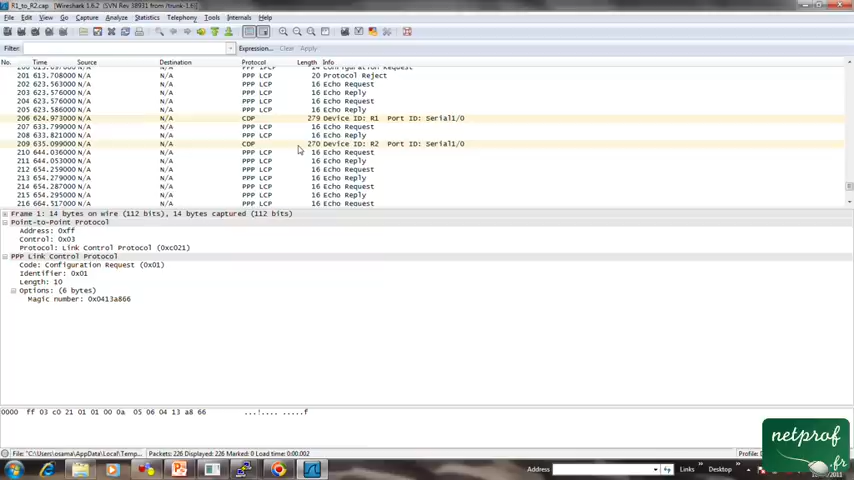 R1_to_R2.cap [Wireshark 1.6.2 (SVN Rev 38931 from /trunk-1.6)]
File Edit View Go Capture Analyze Statistics Telephony Tools Internals Help
Filter: Expression... Clear Apply
No. Time Source Destination Protocol Length Info
201 613.708000 N/A N/A PPP LCP 20 Protocol Reject
202 623.563000 N/A N/A PPP LCP 16 Echo Request
203 623.576000 N/A N/A PPP LCP 16 Echo Reply
204 623.576000 N/A N/A PPP LCP 16 Echo Request
205 623.586000 N/A N/A PPP LCP 16 Echo Reply
206 624.973000 N/A N/A CDP 279 Device ID: R1 Port ID: Serial1/0
207 633.799000 N/A N/A PPP LCP 16 Echo Request
208 633.821000 N/A N/A PPP LCP 16 Echo Reply
209 635.099000 N/A N/A CDP 270 Device ID: R2 Port ID: Serial1/0
210 644.036000 N/A N/A PPP LCP 16 Echo Request
211 644.053000 N/A N/A PPP LCP 16 Echo Reply
212 654.259000 N/A N/A PPP LCP 16 Echo Request
213 654.259000 N/A N/A PPP LCP 16 Echo Reply
214 654.287000 N/A N/A PPP LCP 16 Echo Request
215 654.295000 N/A N/A PPP LCP 16 Echo Reply
216 664.517000 N/A N/A PPP LCP 16 Echo Request
Frame 1: 14 bytes on wire (112 bits), 14 bytes captured (112 bits)
Point-to-Point Protocol
Address: 0xff
Control: 0x03
Protocol: Link Control Protocol (0xc021)
PPP Link Control Protocol
Code: Configuration Request (0x01)
Identifier: 0x01
Length: 10
Options: (6 bytes)
Magic number: 0x0413a866
0000 ff 03 c0 21 01 01 00 0a 05 06 04 13 a8 66 ...!.... .....f
File: "C:\Users\osama\AppData\Local\Temp... Packets: 226 Displayed: 226 Marked: 0 Load time: 0:00.002
Address Links Desktop
netprof
.fr